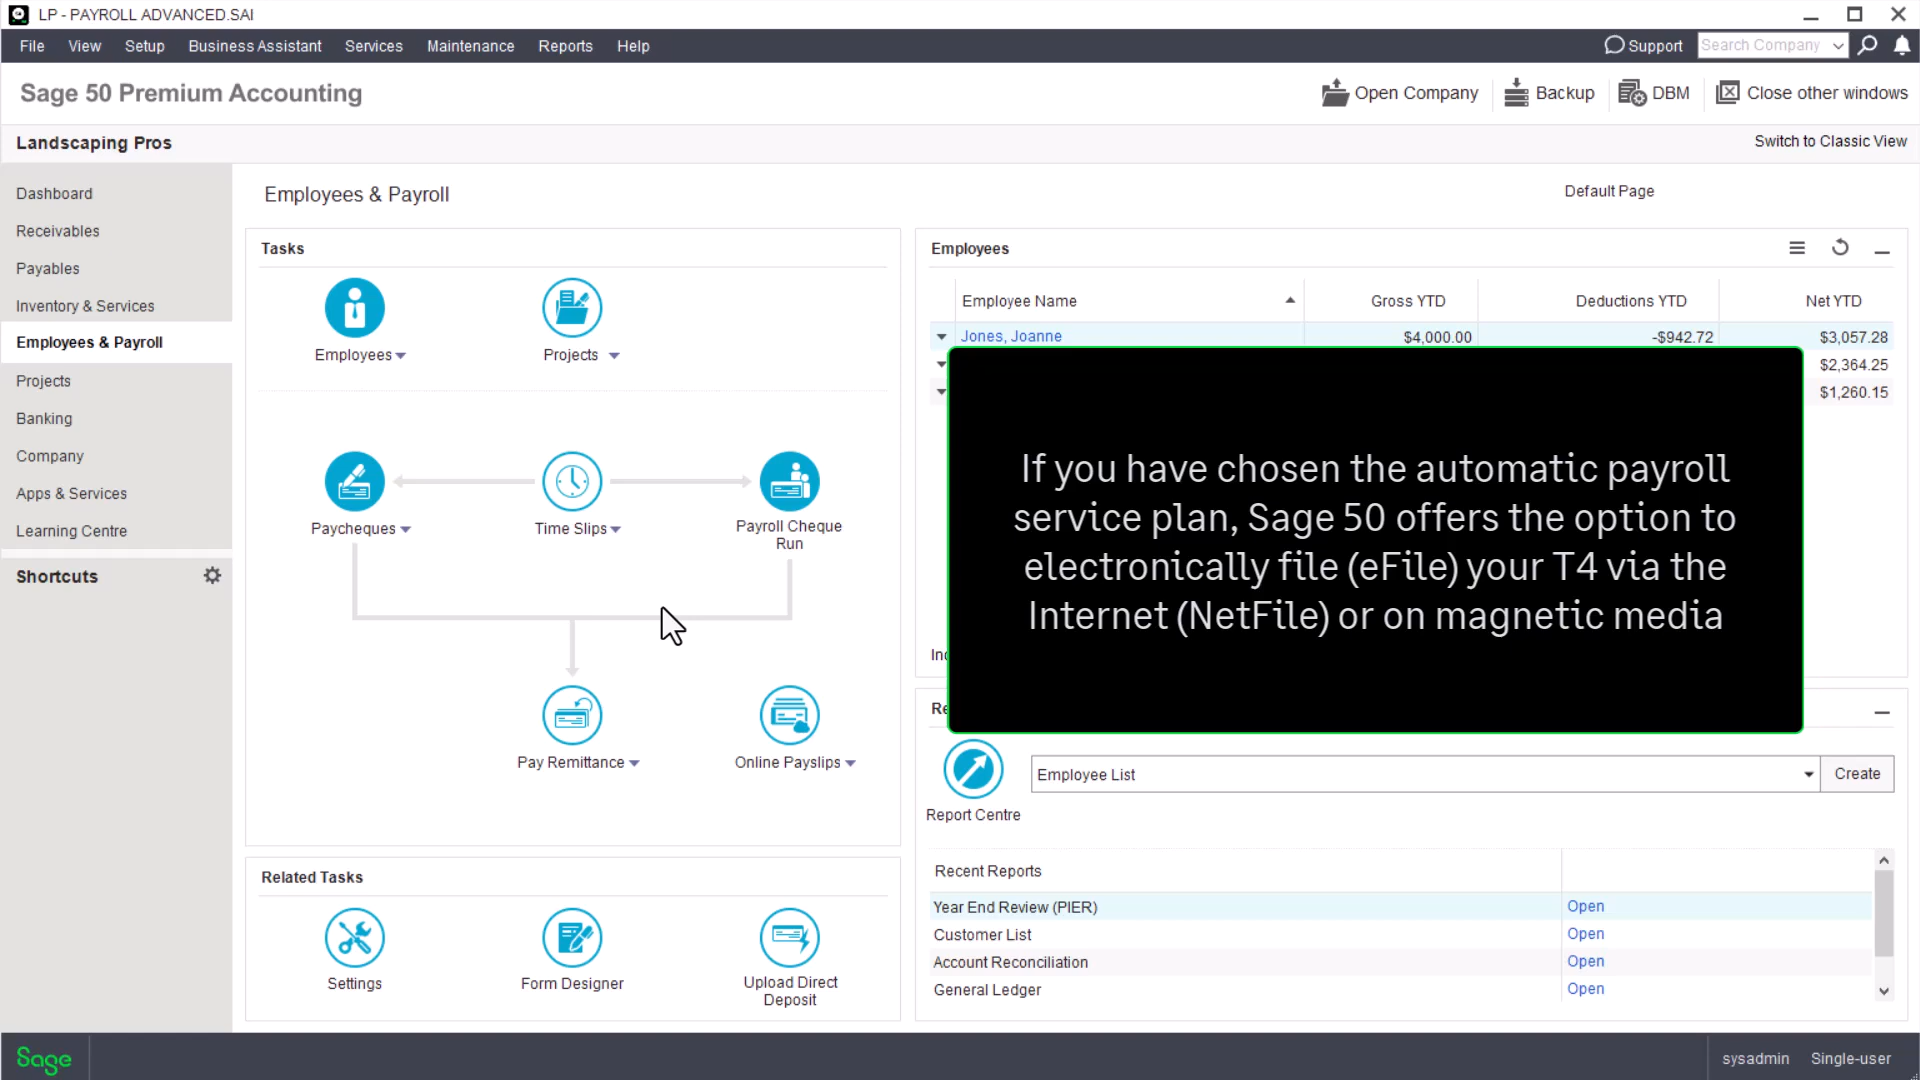 LP - PAYROLL ADVANCED.SAI
File View Setup Business Assistant Services Maintenance Reports Help
Support
Search Company
Sage 50 Premium Accounting
Open Company
Backup
DBM
Close other windows
Landscaping Pros
Switch to Classic View
Dashboard
Receivables
Payables
Inventory & Services
Employees & Payroll
Projects
Banking
Company
Apps & Services
Learning Centre
Shortcuts
Employees & Payroll
Default Page
Tasks
Employees
Projects
Paycheques
Time Slips
Payroll Cheque
Run
Pay Remittance
Online Payslips
Related Tasks
Settings
Form Designer
Upload Direct
Deposit
Employees
Employee Name Gross YTD Deductions YTD Net YTD
Jones, Joanne $4,000.00 -$942.72 $3,057.28
$2,364.25
$1,260.15
If you have chosen the automatic payroll
service plan, Sage 50 offers the option to
electronically file (eFile) your T4 via the
Internet (NetFile) or on magnetic media
Report Centre
Employee List
Create
Recent Reports
Year End Review (PIER) Open
Customer List Open
Account Reconciliation Open
General Ledger Open
Sage
sysadmin
Single-user